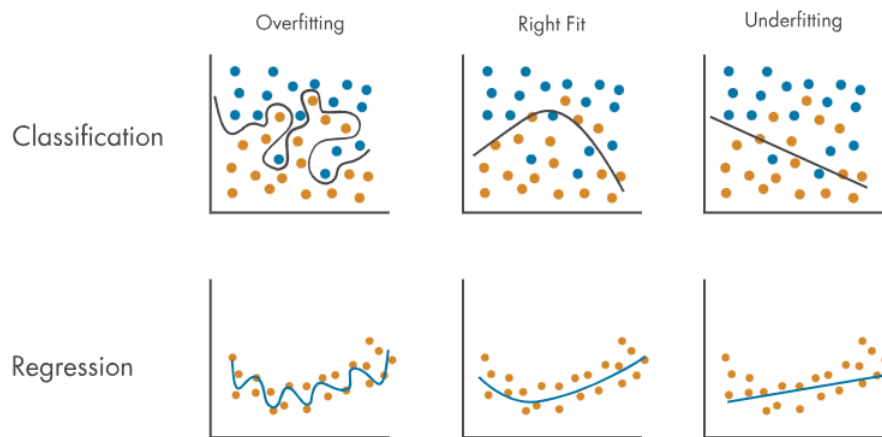 Overfitting
Right Fit
Underfitting
Classification
Regression